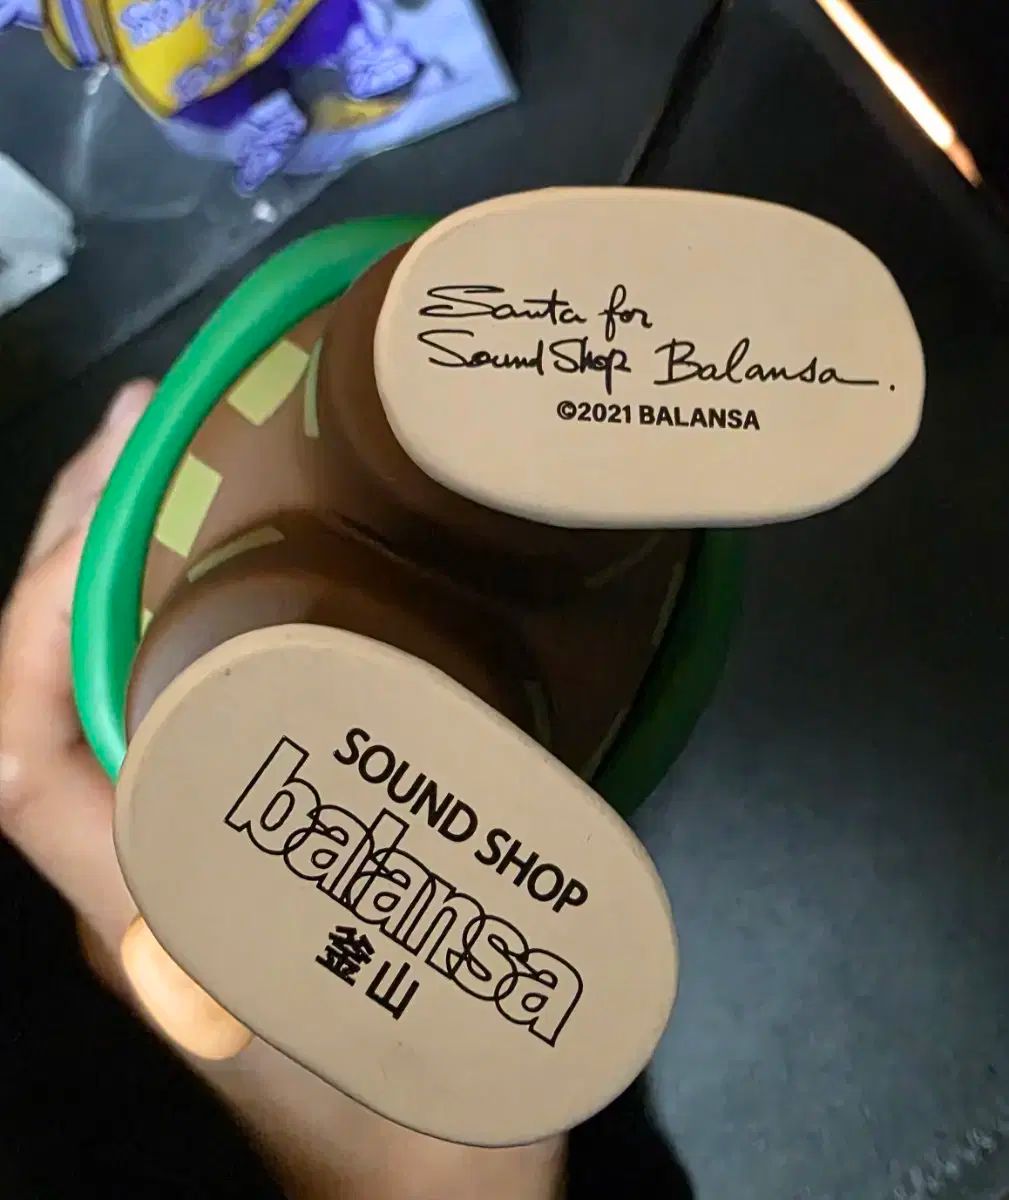 Santa for
Sound Shop Balansa.
©2021 BALANSA
SOUND SHOP
balansa
釜山